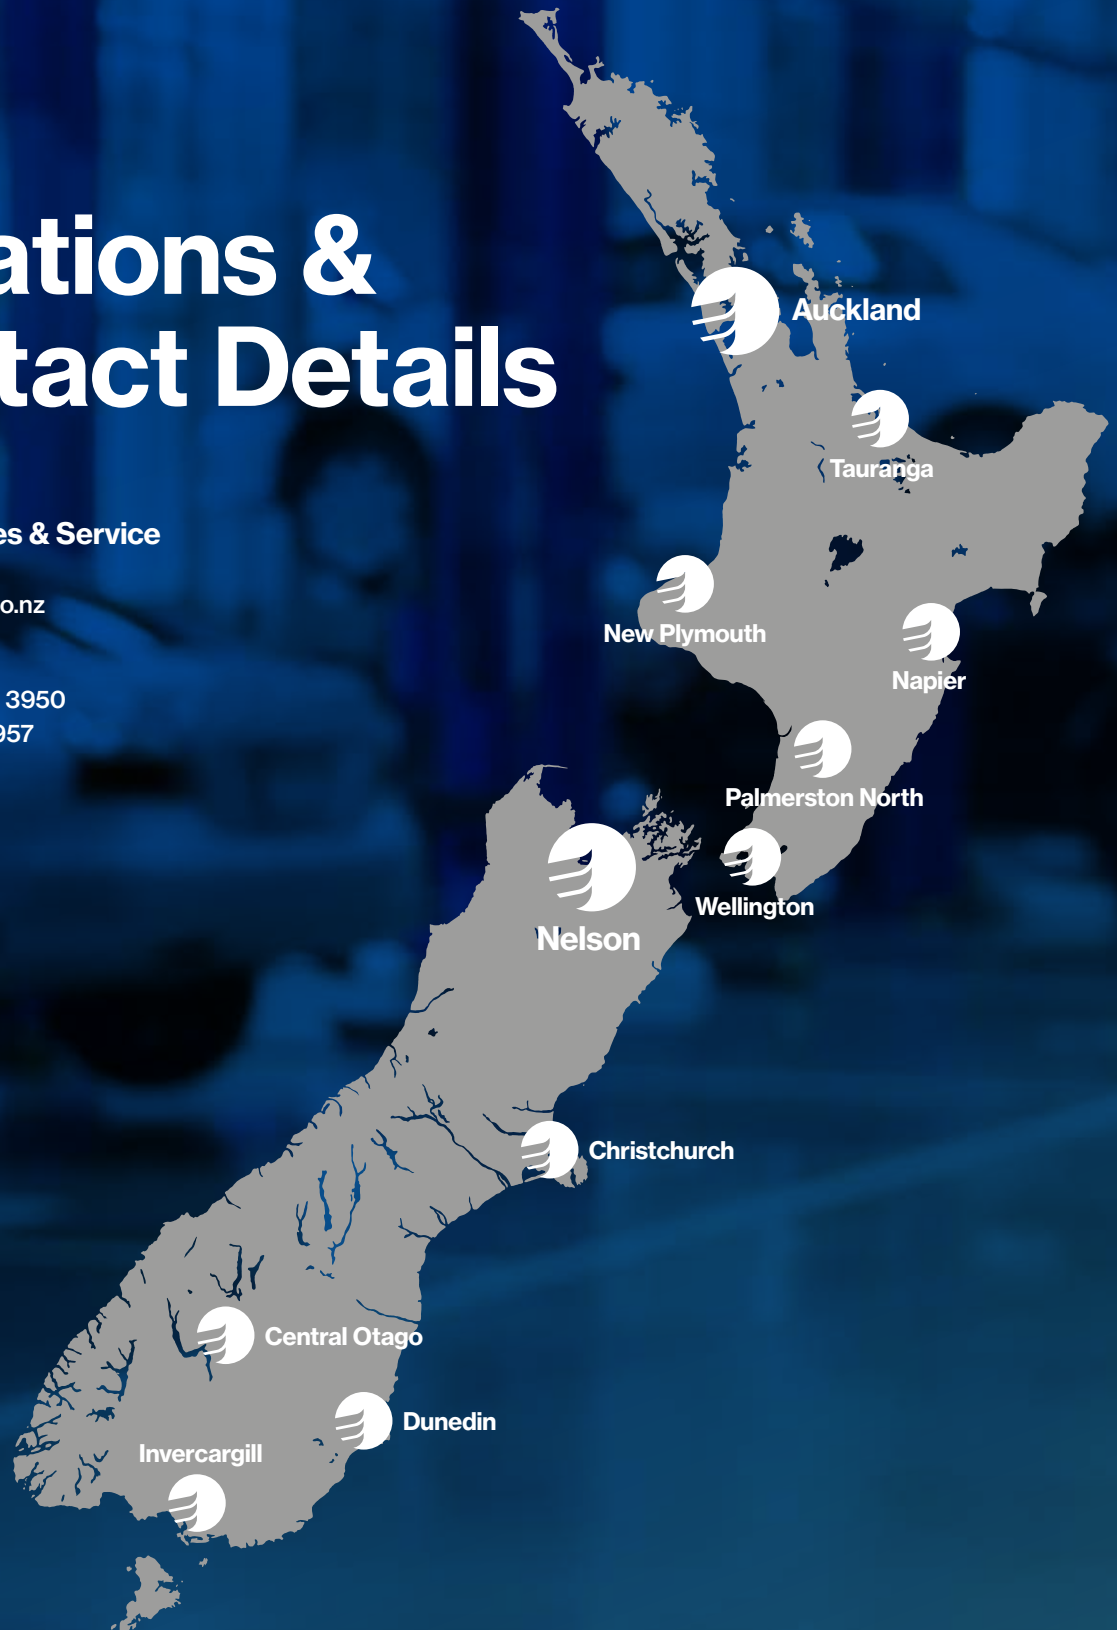 ations &
tact Details
es & Service
o.nz
3950
957
Auckland
Tauranga
New Plymouth
Napier
Palmerston North
Wellington
Nelson
Christchurch
Central Otago
Dunedin
Invercargill